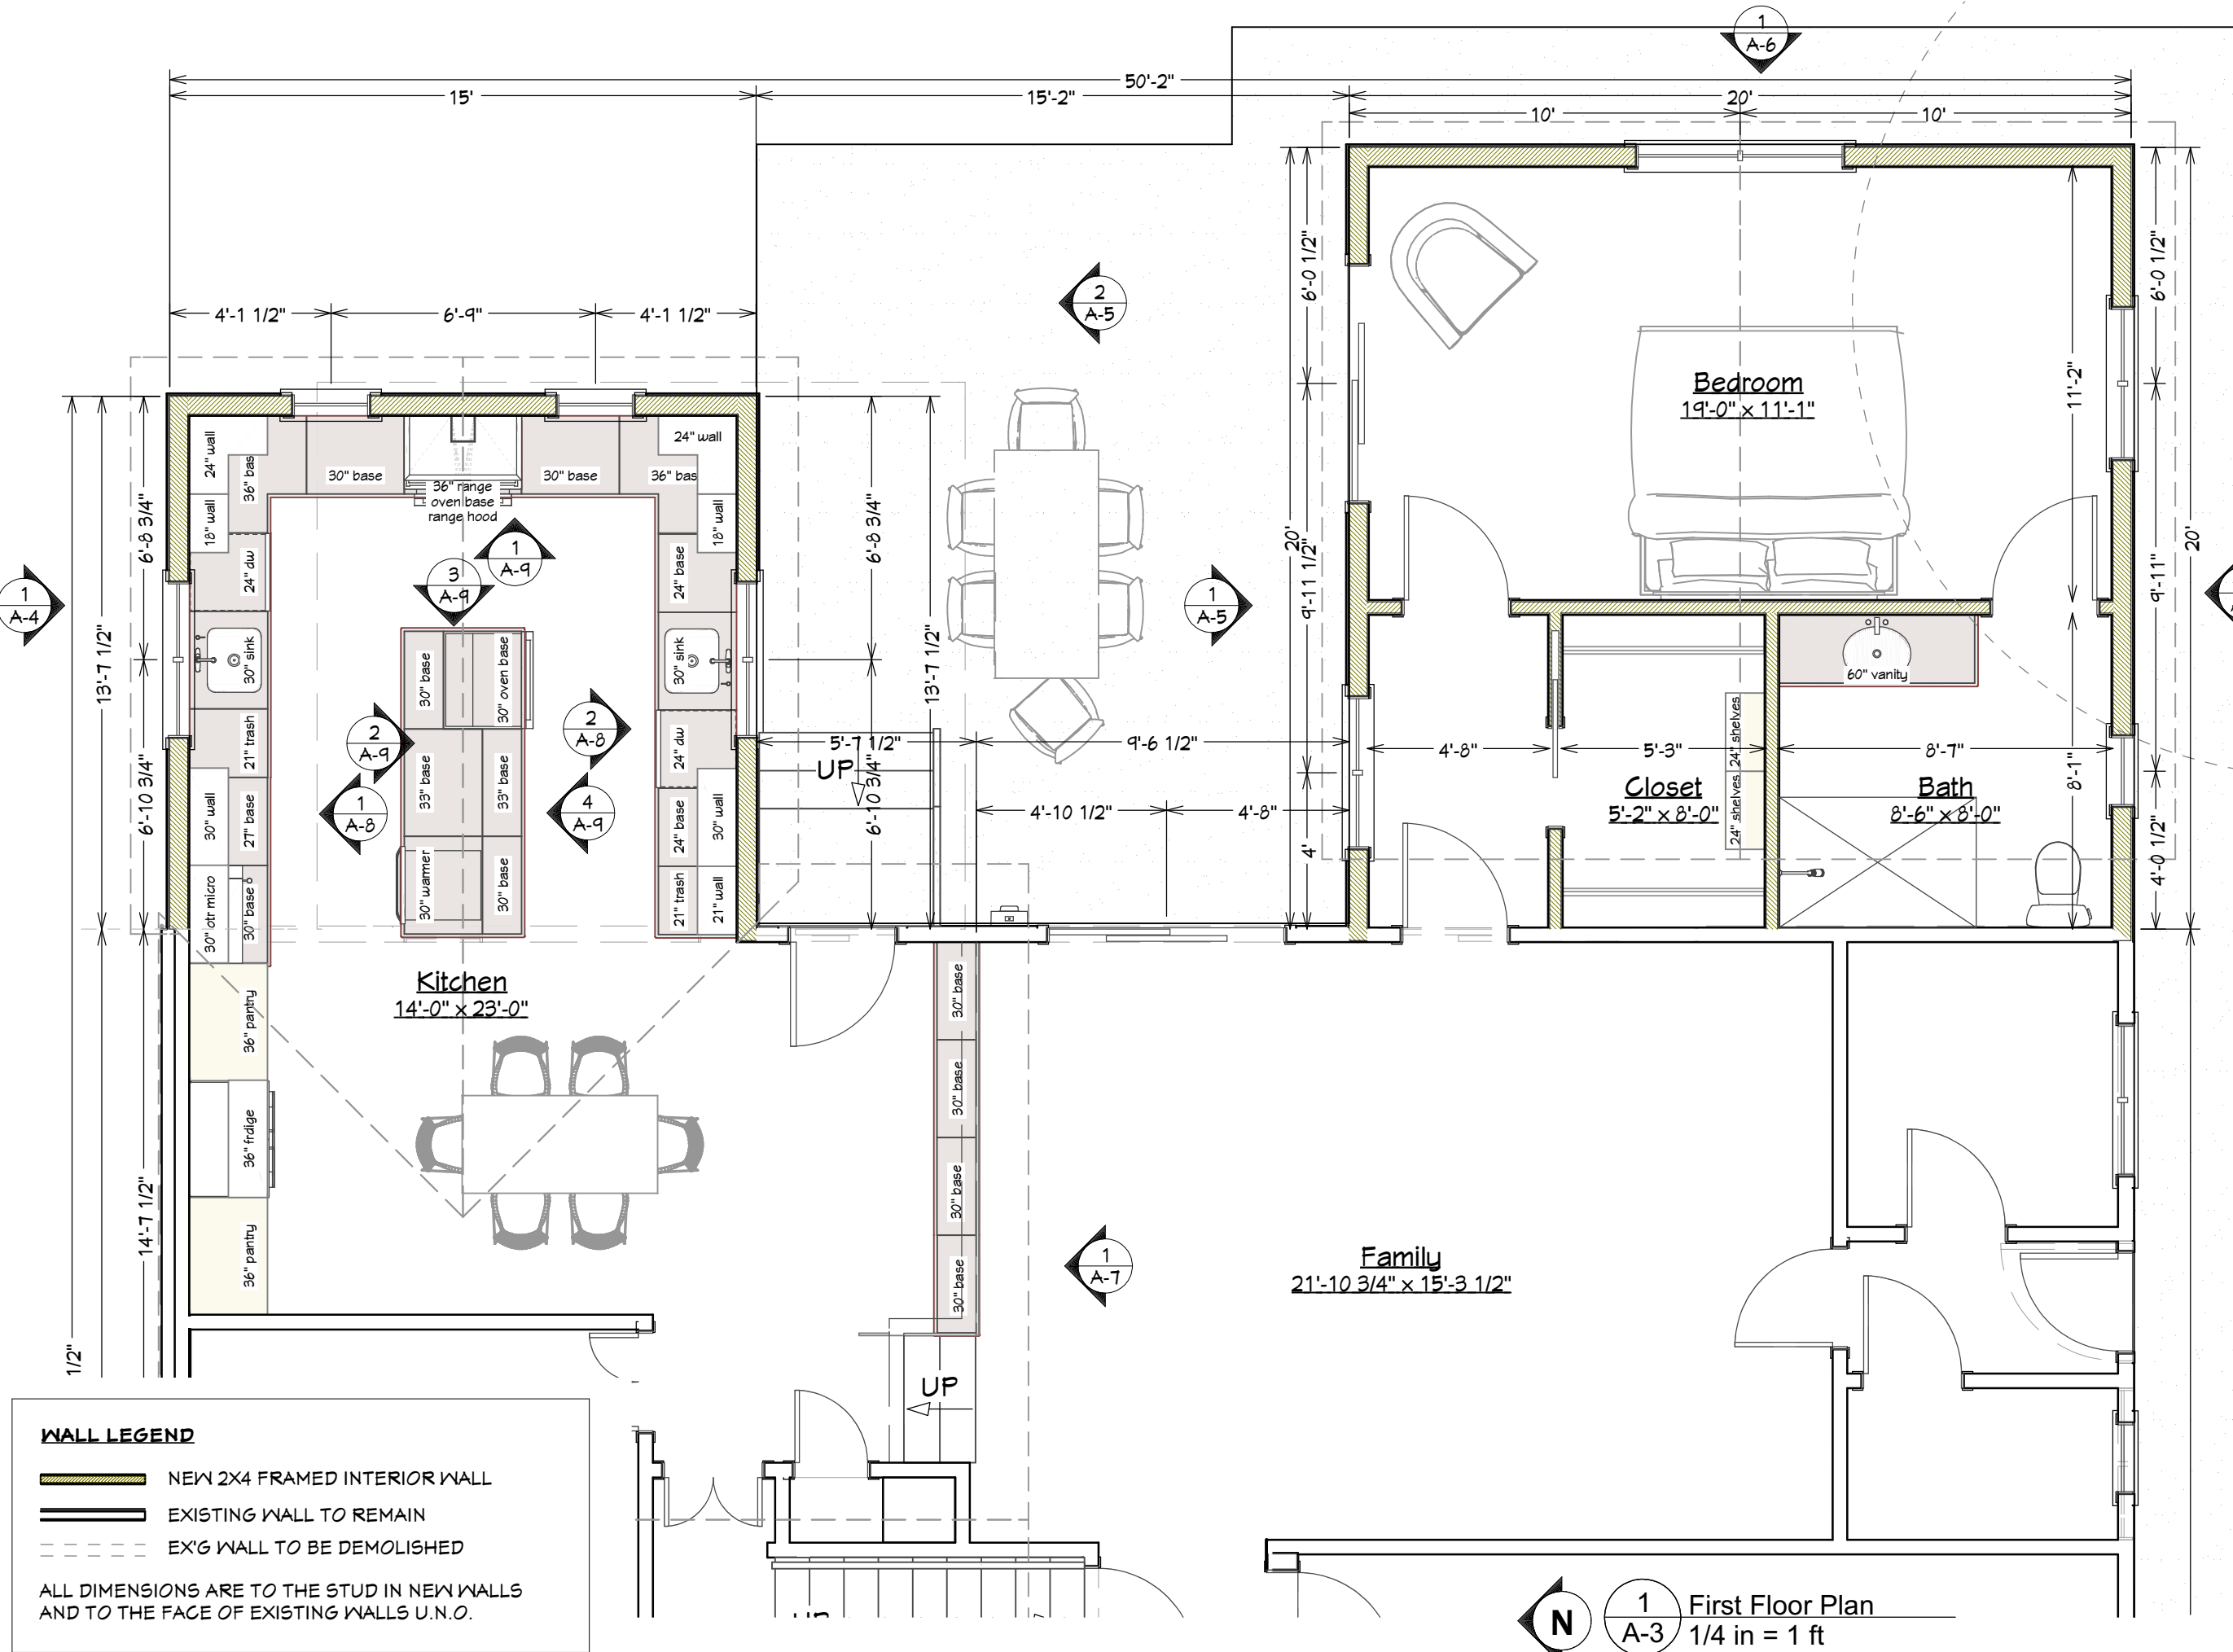 1
A-6
50'-2"
15'
15'-2"
20'
10'
10'
4'-1 1/2"
6'-9"
4'-1 1/2"
2
A-5
6'-0 1/2"
6'-0 1/2"
11'-2"
Bedroom
19'-0" x 11'-1"
24" wall
36" bas
30" base
36" range
oven base
range hood
30" base
36" bas
24" wall
18" wall
18" wall
6'-8 3/4"
6'-8 3/4"
20'
9'-11 1/2"
9'-11"
20'
1
A-4
24" dw
1
A-9
3
A-9
24" base
1
A-5
13'-7 1/2"
13'-7 1/2"
30" sink
30" base
30" oven base
30" sink
60" vanity
21" trash
2
A-9
2
A-8
24" dw
5'-7 1/2"
9'-6 1/2"
4'-8"
5'-3"
24" shelves
8'-7"
8'-1"
UP
6'-10 3/4"
6'-10 3/4"
30" wall
27" base
1
A-8
33" base
33" base
4
A-9
24" base
30" wall
4'-10 1/2"
4'-8"
4'
Closet
5'-2" x 8'-0"
24" shelves
Bath
8'-6" x 8'-0"
4'-0 1/2"
30" otr micro
30" base
30" warmer
30" base
21" trash
21" wall
Kitchen
14'-0" x 23'-0"
36" pantry
36" frdige
36" pantry
30" base
30" base
30" base
30" base
14'-7 1/2"
1/2"
1
A-7
Family
21'-10 3/4" x 15'-3 1/2"
UP
WALL LEGEND
NEW 2X4 FRAMED INTERIOR WALL
EXISTING WALL TO REMAIN
EX'G WALL TO BE DEMOLISHED
ALL DIMENSIONS ARE TO THE STUD IN NEW WALLS
AND TO THE FACE OF EXISTING WALLS U.N.O.
N
1
A-3
First Floor Plan
1/4 in = 1 ft